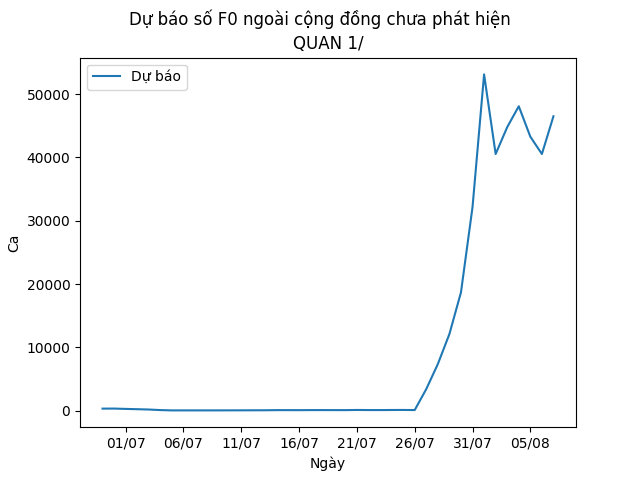 Dự báo số F0 ngoài cộng đồng chưa phát hiện
QUAN 1/
Dự báo
Ca
50000
40000
30000
20000
10000
0
01/07 06/07 11/07 16/07 21/07 26/07 31/07 05/08
Ngày